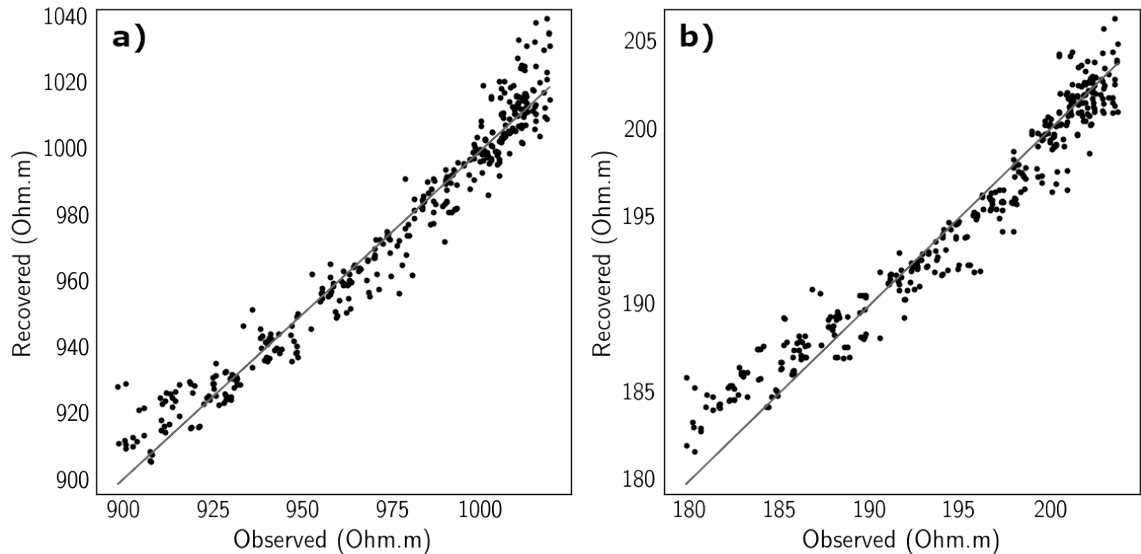 a)
1040
1020
1000
980
960
940
920
900
Recovered (Ohm.m)
900 925 950 975 1000
Observed (Ohm.m)
b)
205
200
195
190
185
180
Recovered (Ohm.m)
180 185 190 195 200
Observed (Ohm.m)